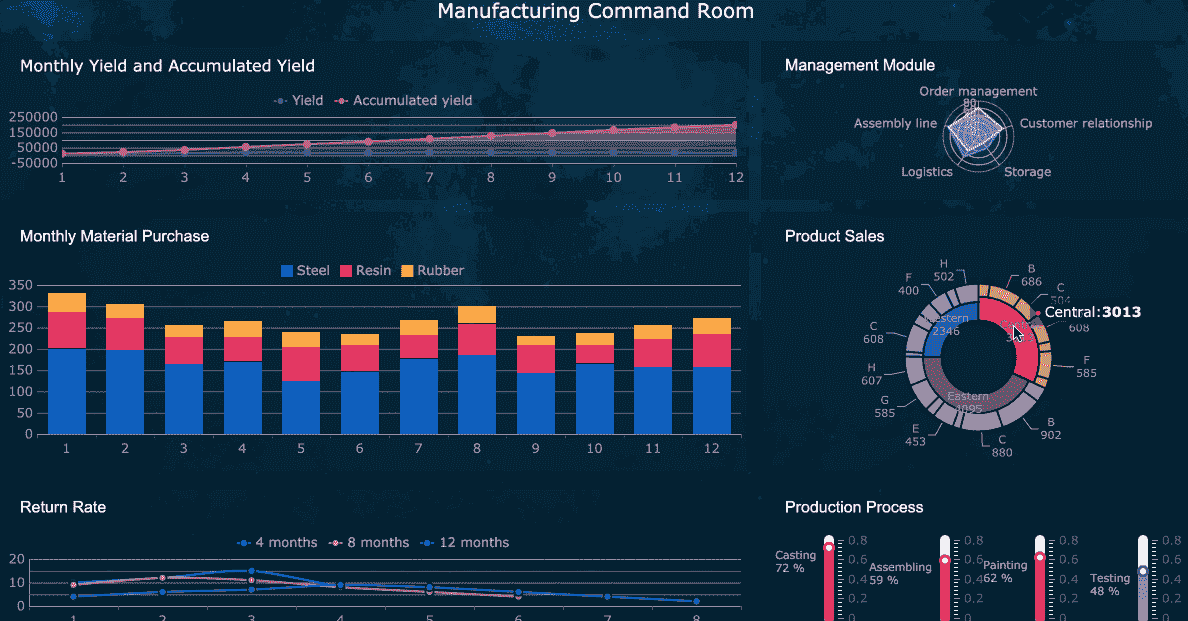 Manufacturing Command Room
Monthly Yield and Accumulated Yield
Yield Accumulated yield
250000
150000
50000
-50000
1 2 3 4 5 6 7 8 9 10 11 12
Management Module
Order management
80
Assembly line
Customer relationship
Logistics
Storage
Monthly Material Purchase
Steel Resin Rubber
350
300
250
200
150
100
50
0
1 2 3 4 5 6 7 8 9 10 11 12
Product Sales
H
502
B
686
F
400
C
504
Central:3013
608
C
608
2346
F
585
H
607
G
585
Eastern
4895
E
453
B
902
C
880
Return Rate
4 months 8 months 12 months
20
10
0
1 2 3 4 5 6 7 8
Production Process
Casting
72 %
0.8
0.6
0.4
0.2
0
Assembling
59 %
0.8
0.6
0.4
0.2
0
Painting
62 %
0.8
0.6
0.4
0.2
0
Testing
48 %
0.8
0.6
0.4
0.2
0